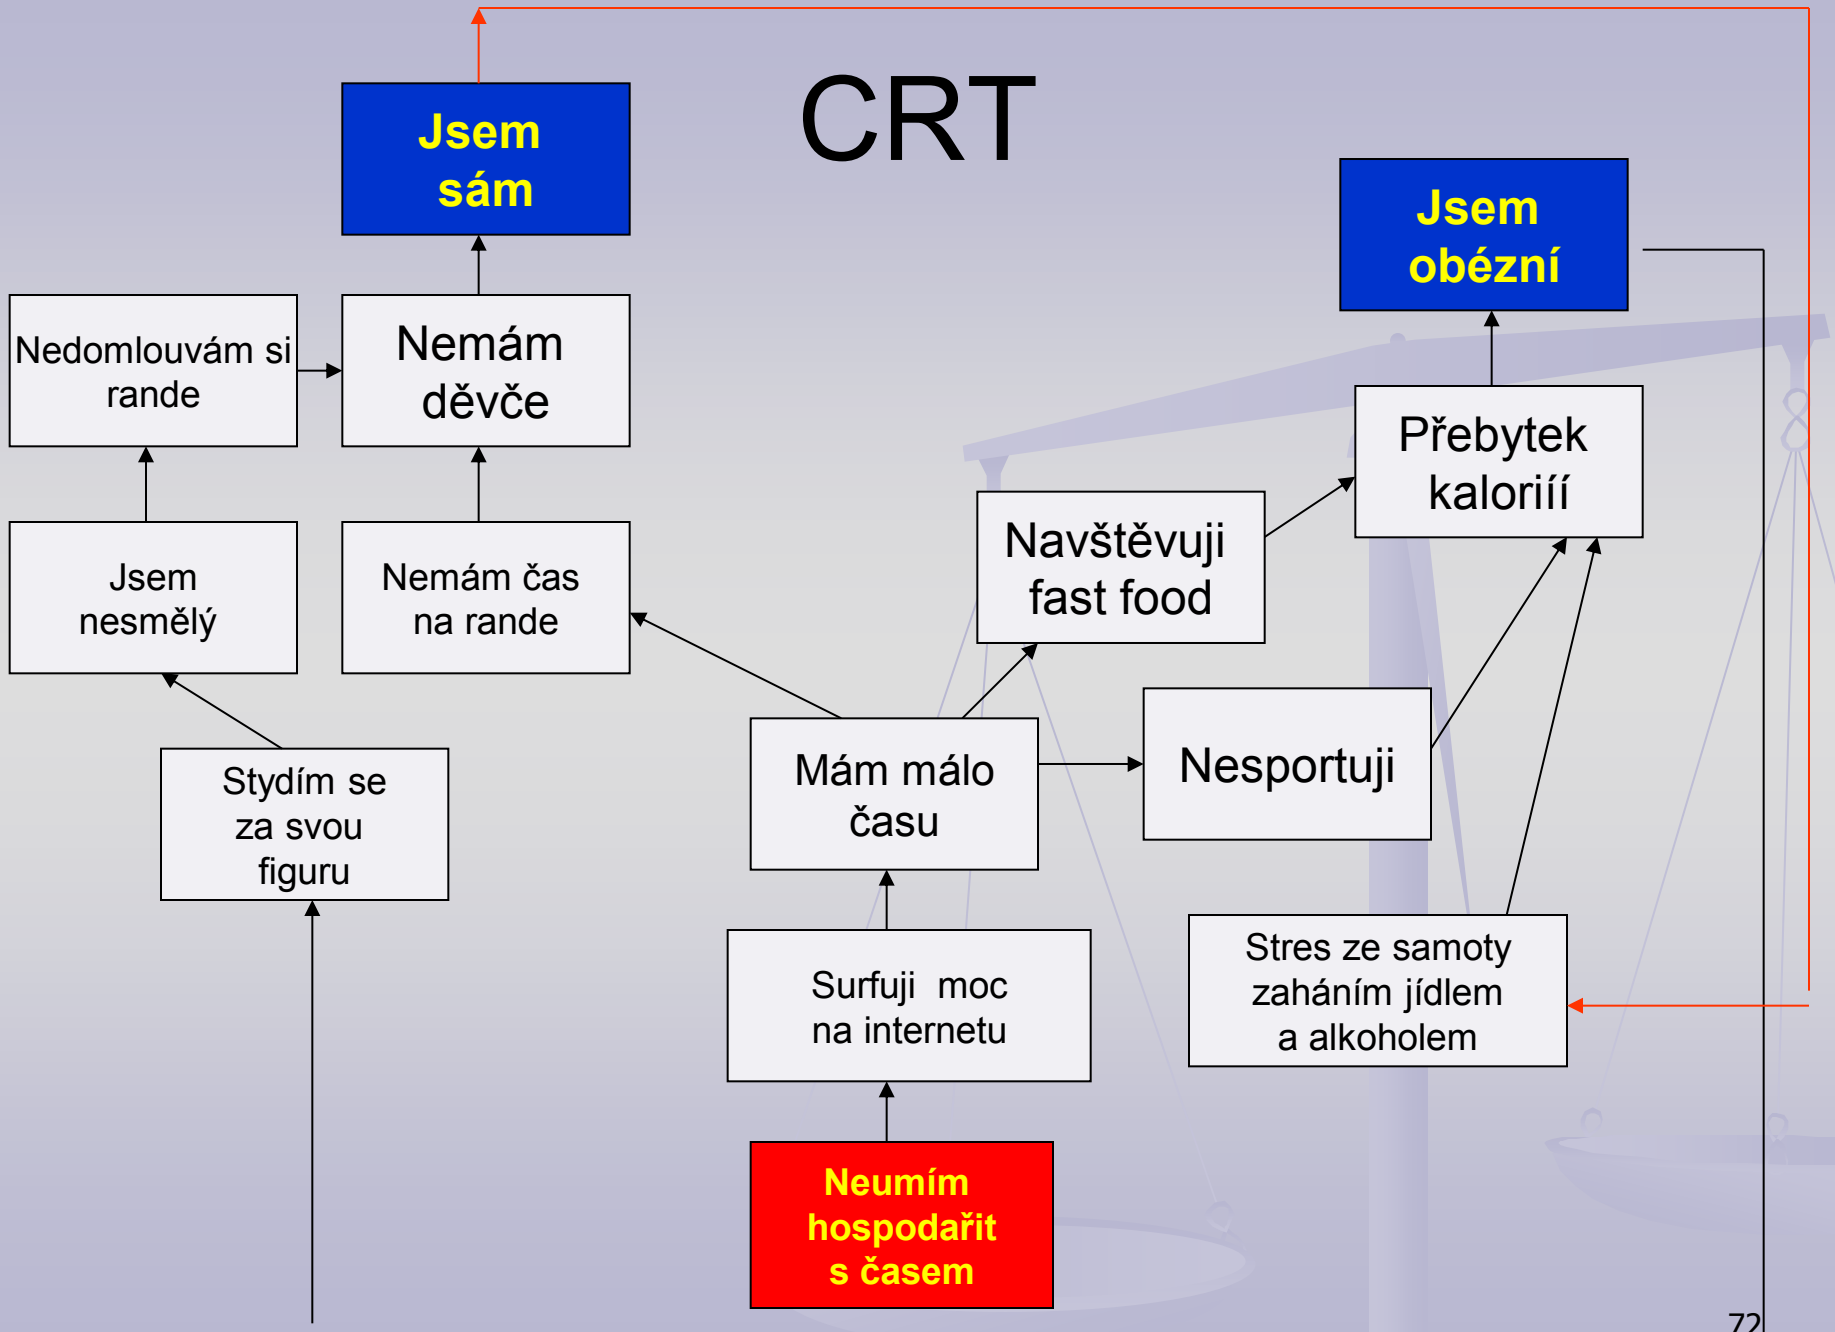 CRT
Jsem
sám
Jsem
obézní
Nedomlouvám si
rande
Nemám
děvče
Přebytek
kaloriíí
Jsem
nesmělý
Nemám čas
na rande
Navštěvuji
fast food
Stydím se
za svou
figuru
Mám málo
času
Nesportuji
Surfuji  moc
na internetu
Stres ze samoty
zaháním jídlem
a alkoholem
Neumím
hospodařit
s časem
72